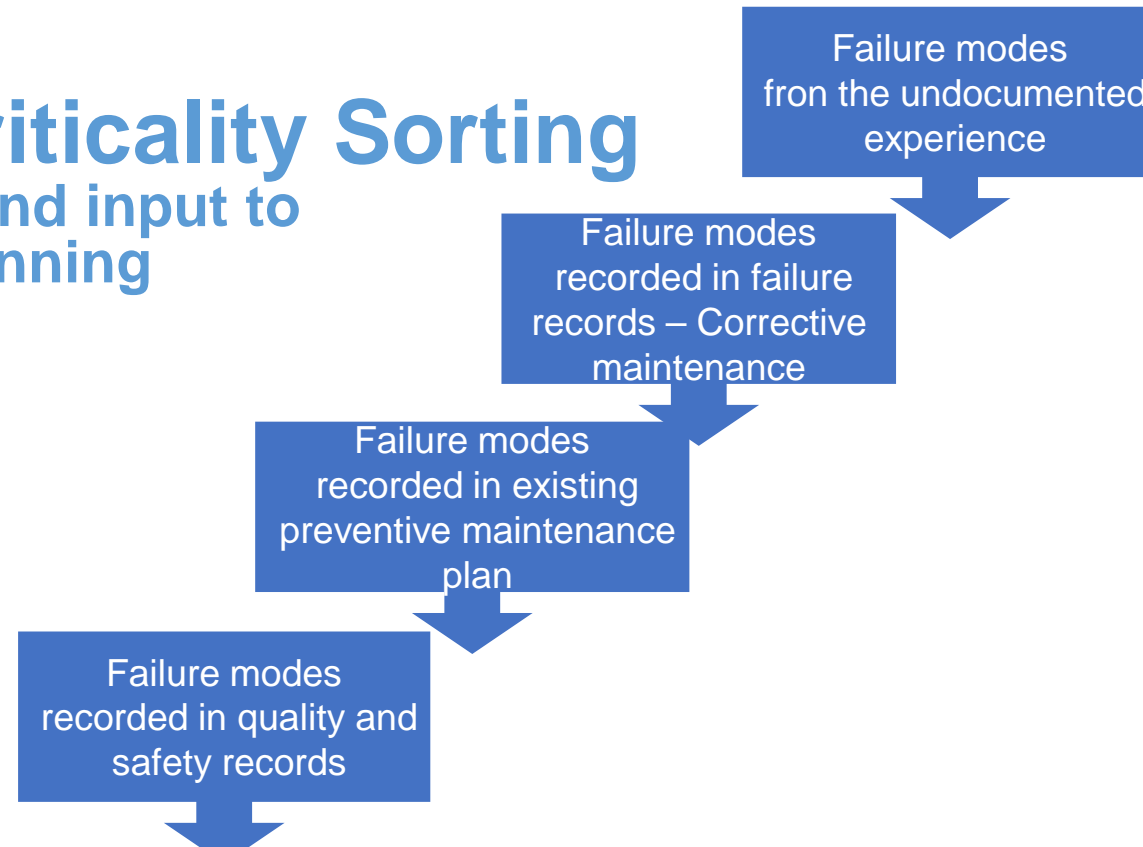 riticality Sorting
nd input to
nning
Failure modes
fron the undocumented
experience
Failure modes
recorded in failure
records – Corrective
maintenance
Failure modes
recorded in existing
preventive maintenance
plan
Failure modes
recorded in quality and
safety records